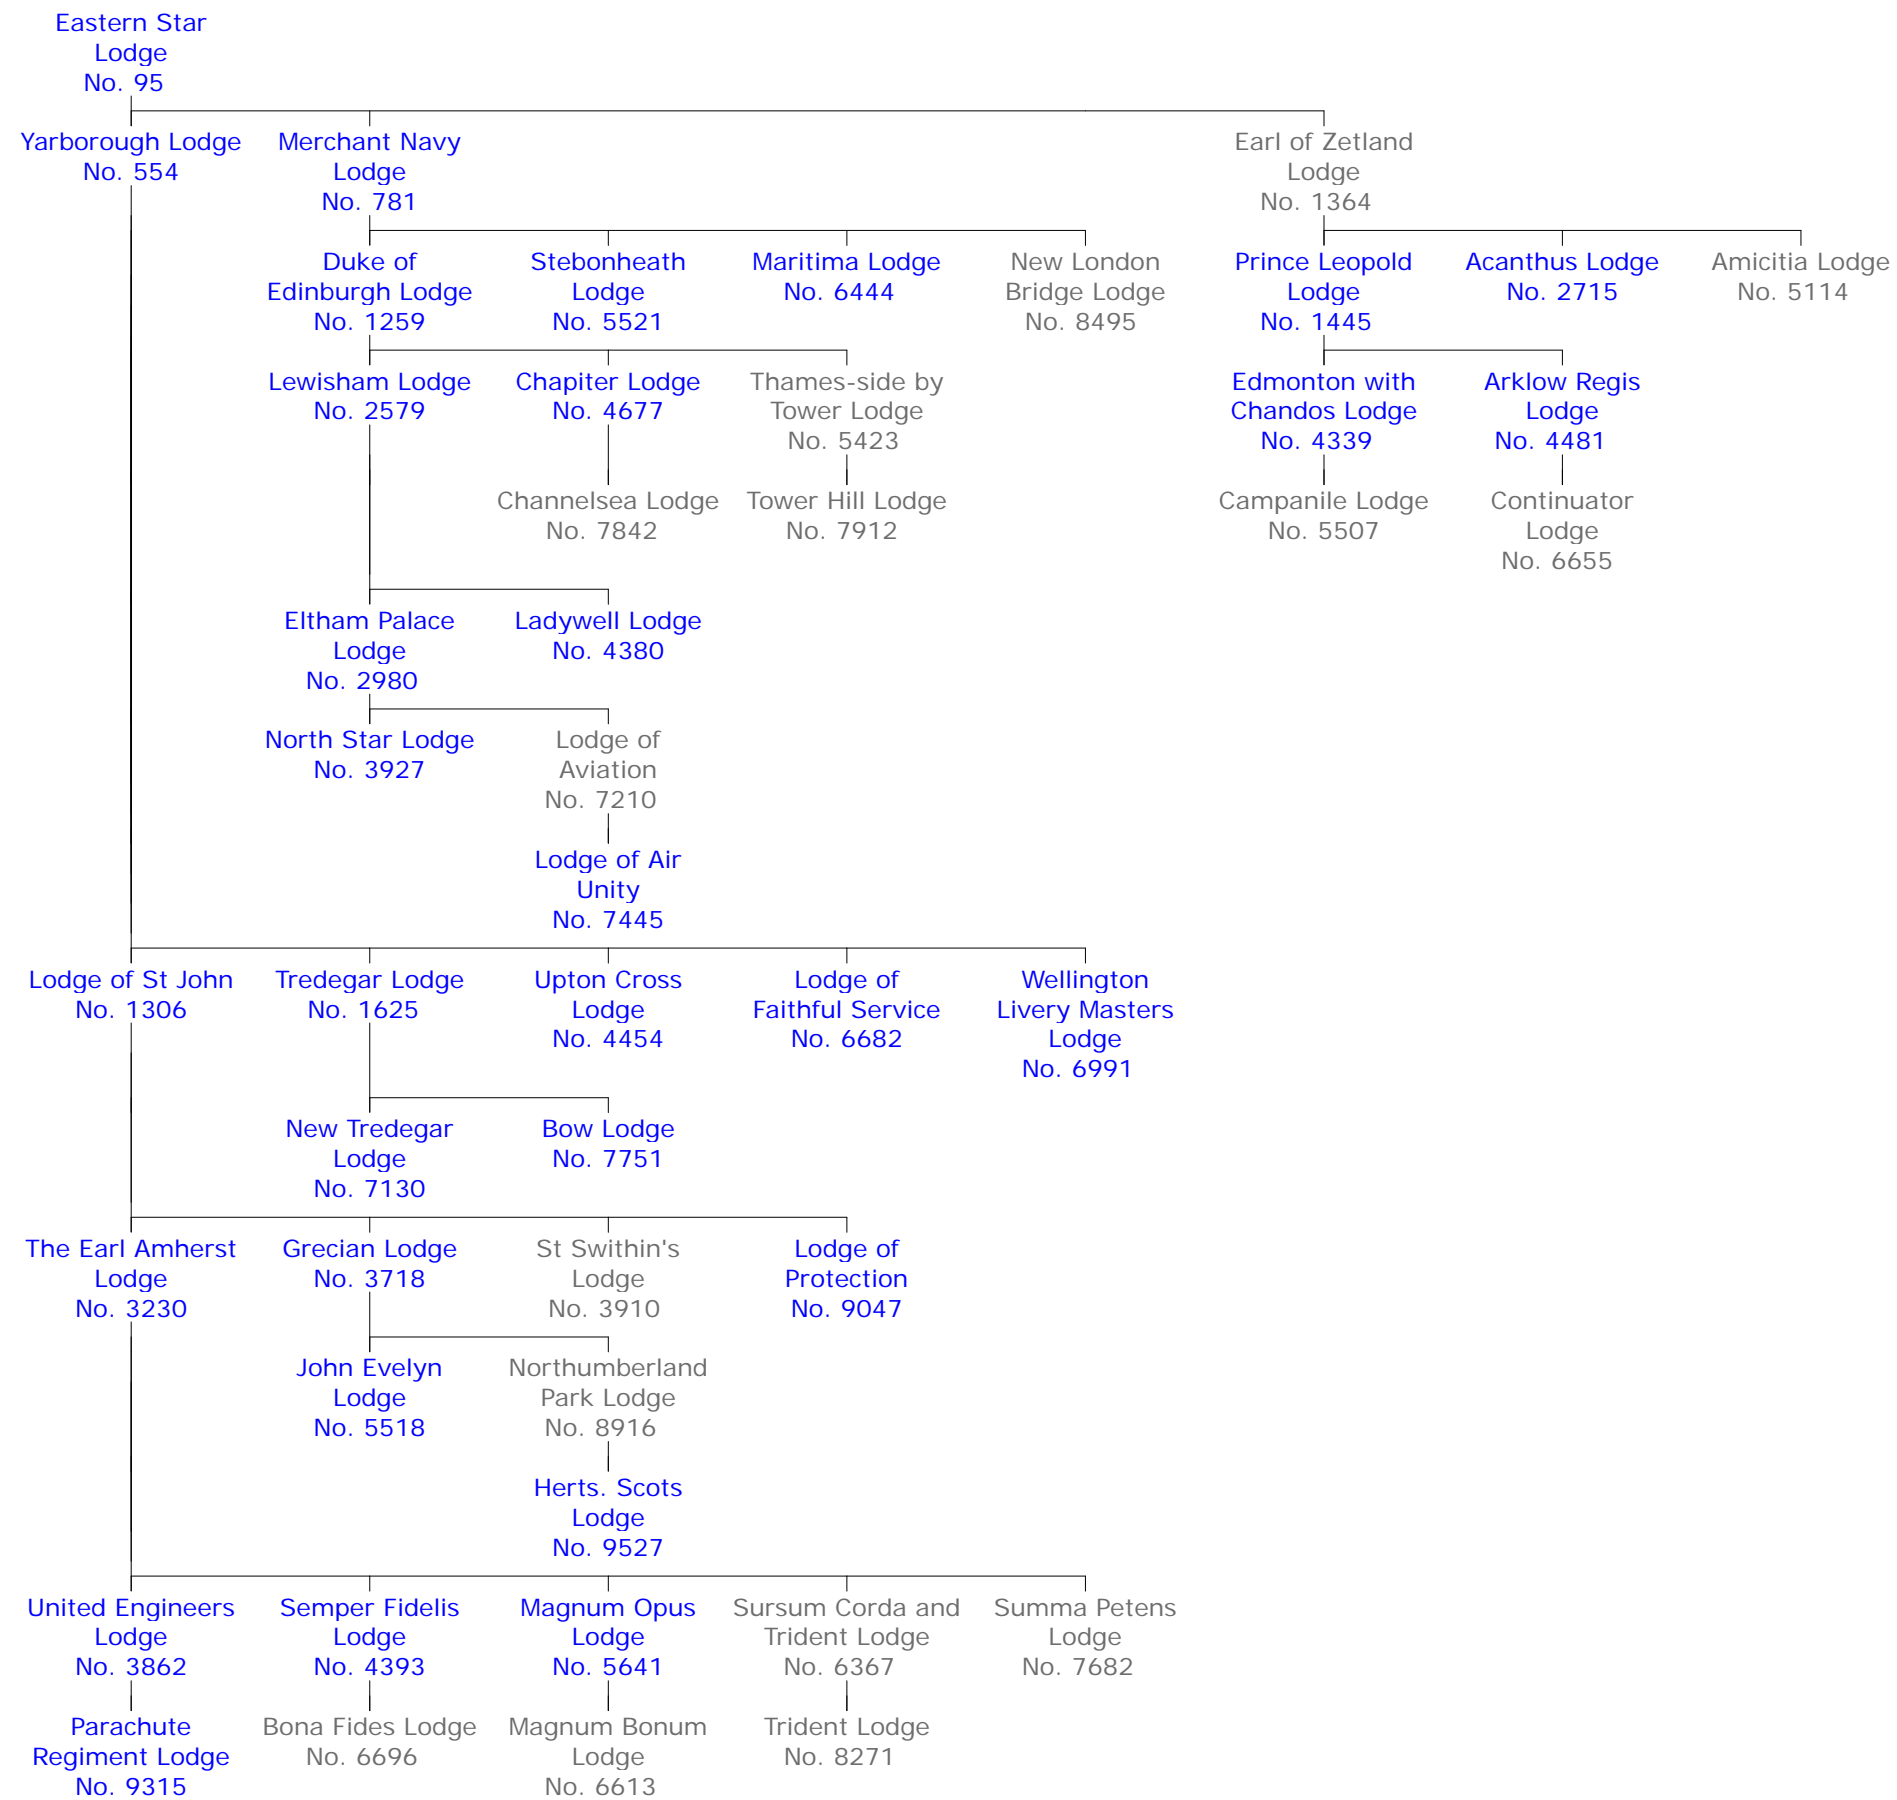 Eastern Star
Lodge
No. 95
Yarborough Lodge
No. 554
Merchant Navy
Lodge
No. 781
Earl of Zetland
Lodge
No. 1364
Duke of
Edinburgh Lodge
No. 1259
Stebonheath
Lodge
No. 5521
Maritima Lodge
No. 6444
New London
Bridge Lodge
No. 8495
Prince Leopold
Lodge
No. 1445
Acanthus Lodge
No. 2715
Amicitia Lodge
No. 5114
Lewisham Lodge
No. 2579
Chapiter Lodge
No. 4677
Thames-side by
Tower Lodge
No. 5423
Edmonton with
Chandos Lodge
No. 4339
Arklow Regis
Lodge
No. 4481
Channelsea Lodge
No. 7842
Tower Hill Lodge
No. 7912
Campanile Lodge
No. 5507
Continuator
Lodge
No. 6655
Eltham Palace
Lodge
No. 2980
Ladywell Lodge
No. 4380
North Star Lodge
No. 3927
Lodge of
Aviation
No. 7210
Lodge of Air
Unity
No. 7445
Lodge of St John
No. 1306
Tredegar Lodge
No. 1625
Upton Cross
Lodge
No. 4454
Lodge of
Faithful Service
No. 6682
Wellington
Livery Masters
Lodge
No. 6991
New Tredegar
Lodge
No. 7130
Bow Lodge
No. 7751
The Earl Amherst
Lodge
No. 3230
Grecian Lodge
No. 3718
St Swithin's
Lodge
No. 3910
Lodge of
Protection
No. 9047
John Evelyn
Lodge
No. 5518
Northumberland
Park Lodge
No. 8916
Herts. Scots
Lodge
No. 9527
United Engineers
Lodge
No. 3862
Semper Fidelis
Lodge
No. 4393
Magnum Opus
Lodge
No. 5641
Sursum Corda and
Trident Lodge
No. 6367
Summa Petens
Lodge
No. 7682
Parachute
Regiment Lodge
No. 9315
Bona Fides Lodge
No. 6696
Magnum Bonum
Lodge
No. 6613
Trident Lodge
No. 8271